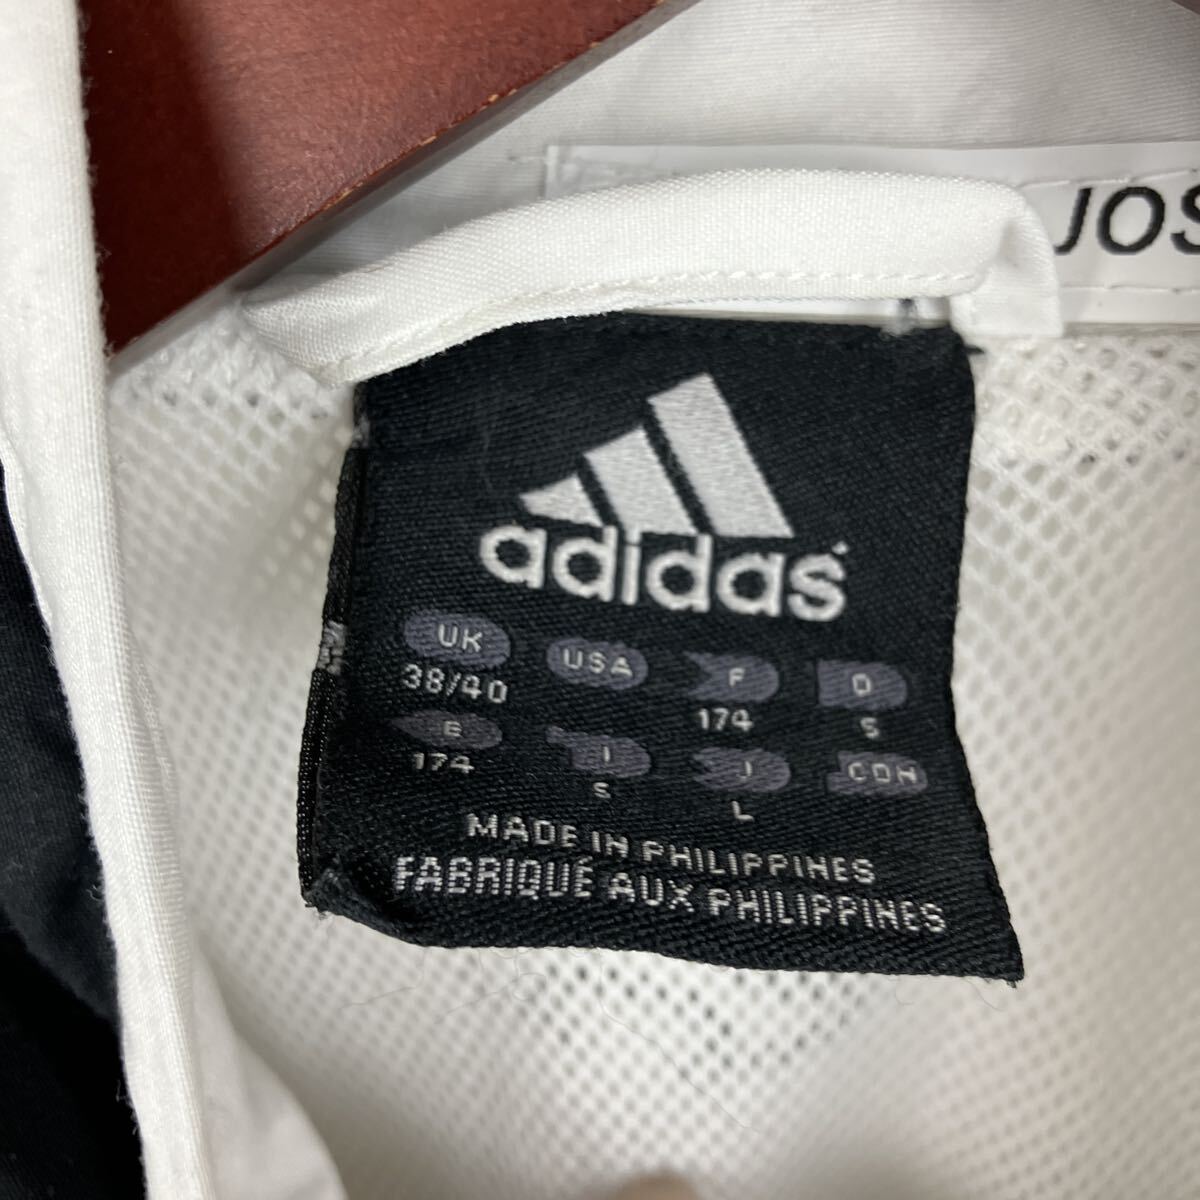 JOS
adidas
UK USA F D
38/40 174 S
E I J CDN
174 S L
MADE IN PHILIPPINES
FABRIQUÉ AUX PHILIPPINES